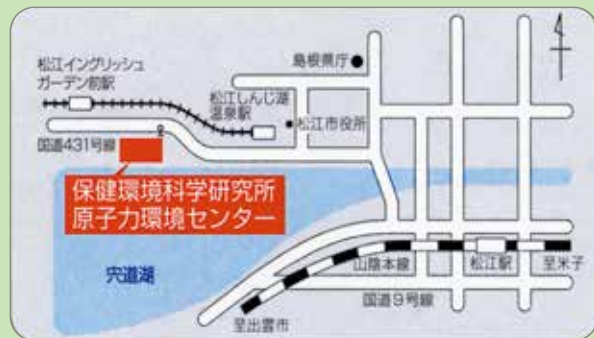 島根県庁
松江イングリッシュ
ガーデン前駅
松江しんじ湖
温泉駅
松江市役所
国道431号線
保健環境科学研究所
原子力環境センター
宍道湖
山陰本線
松江駅
至米子
国道9号線
至出雲市